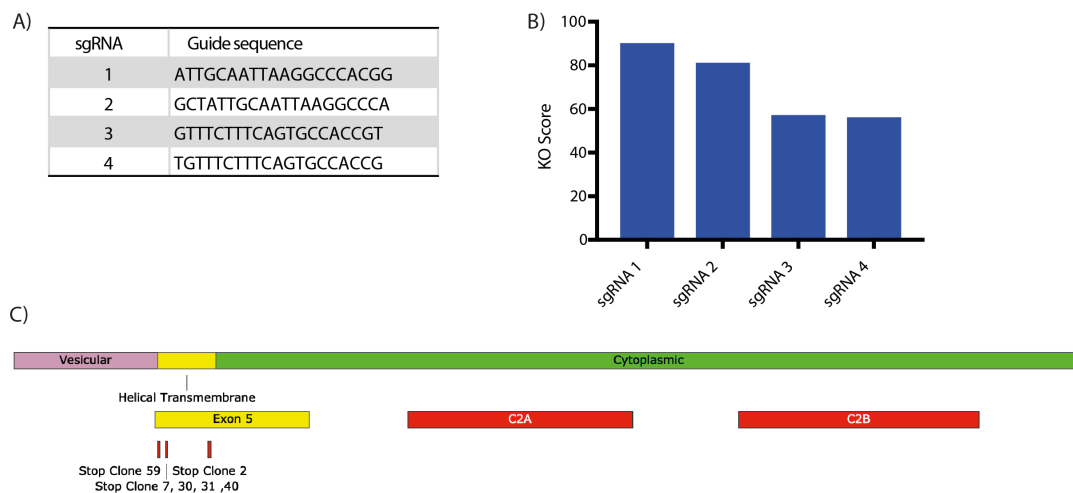 A)
sgRNA Guide sequence
1 ATTGCAATTAAGGCCCACGG
2 GCTATTGCAATTAAGGCCCA
3 GTTTCTTTCAGTGCCACCGT
4 TGTTTCTTTCAGTGCCACCG
B)
KO Score
100
80
60
40
20
0
sgRNA 1
sgRNA 2
sgRNA 3
sgRNA 4
C)
Vesicular
Cytoplasmic
Helical Transmembrane
Exon 5
C2A
C2B
Stop Clone 59
Stop Clone 2
Stop Clone 7, 30, 31 ,40